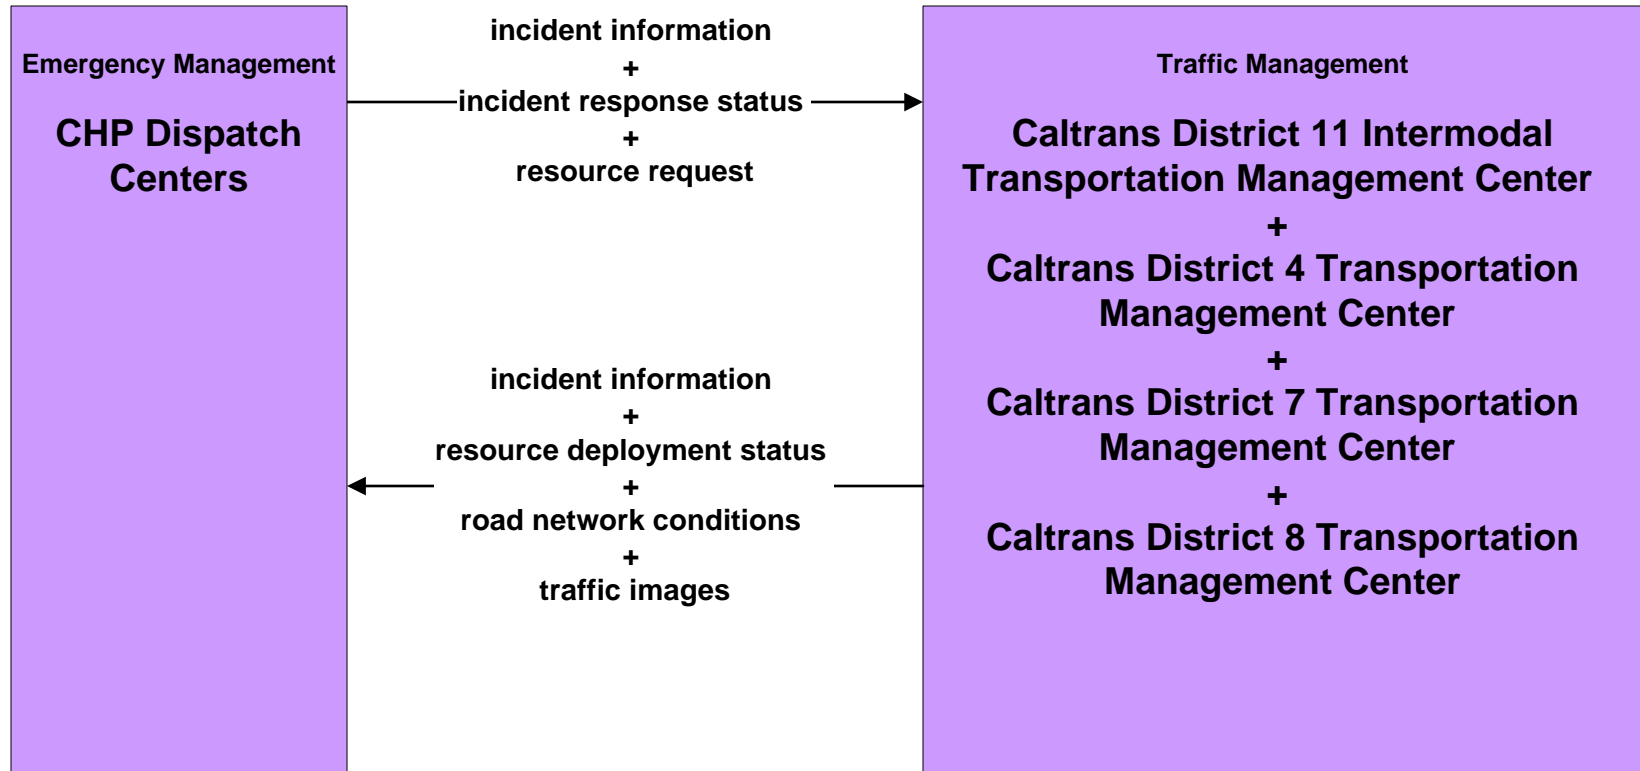 Emergency Management
CHP Dispatch
Centers
incident information
+
incident response status
+
resource request
incident information
+
resource deployment status
+
road network conditions
+
traffic images
Traffic Management
Caltrans District 11 Intermodal
Transportation Management Center
+
Caltrans District 4 Transportation
Management Center
+
Caltrans District 7 Transportation
Management Center
+
Caltrans District 8 Transportation
Management Center